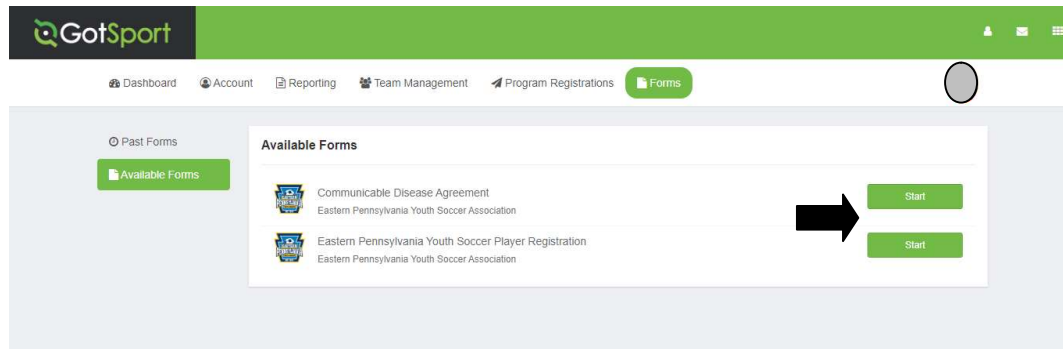 GotSport
Dashboard Account Reporting Team Management Program Registrations Forms
Past Forms
Available Forms
Available Forms
Communicable Disease Agreement
Eastern Pennsylvania Youth Soccer Association
Start
Eastern Pennsylvania Youth Soccer Player Registration
Eastern Pennsylvania Youth Soccer Association
Start